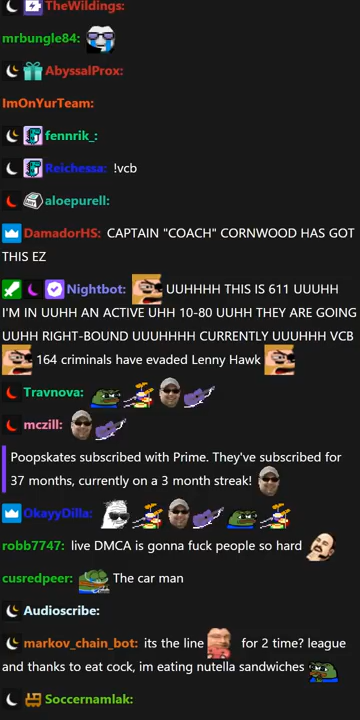 TheWildings:
mrbungle84:
AbyssalProx:
ImOnYurTeam:
fennrik_:
Reichessa: !vcb
aloepurell:
DamadorHS: CAPTAIN "COACH" CORNWOOD HAS GOT
THIS EZ
Nightbot: UUHHHH THIS IS 611 UUUHH
I'M IN UUHH AN ACTIVE UHH 10-80 UUHH THEY ARE GOING
UUHH RIGHT-BOUND UUUHHHH CURRENTLY UUUHH VCB
164 criminals have evaded Lenny Hawk
Travnova:
mczill:
Poopskates subscribed with Prime. They've subscribed for
37 months, currently on a 3 month streak!
OkayyDilla:
robb7747: live DMCA is gonna fuck people so hard
cusredpeer: The car man
Audioscribe:
markov_chain_bot: its the line for 2 time? league
and thanks to eat cock, im eating nutella sandwiches
Soccernamlak: